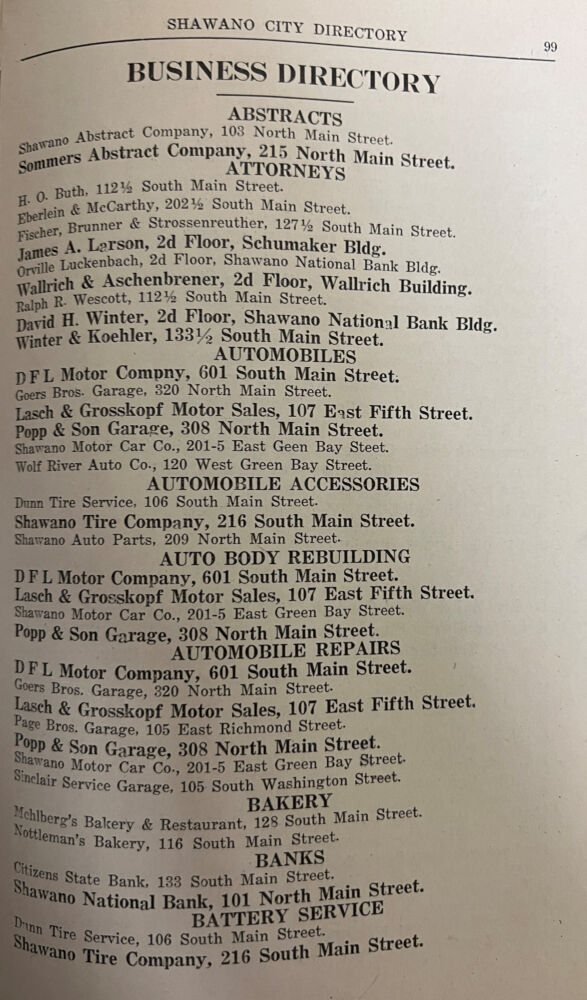 SHAWANO CITY DIRECTORY
99
BUSINESS DIRECTORY
ABSTRACTS
Shawano Abstract Company, 103 North Main Street.
Sommers Abstract Company, 215 North Main Street.
ATTORNEYS
H. O. Buth, 112½ South Main Street.
Eberlein & McCarthy, 202½ South Main Street.
Fischer, Brunner & Strossenreuther, 127½ South Main Street.
James A. Larson, 2d Floor, Schumaker Bldg.
Orville Luckenbach, 2d Floor, Shawano National Bank Bldg.
Wallrich & Aschenbrener, 2d Floor, Wallrich Building.
Ralph R. Wescott, 112½ South Main Street.
David H. Winter, 2d Floor, Shawano National Bank Bldg.
Winter & Koehler, 133½ South Main Street.
AUTOMOBILES
D F L Motor Compny, 601 South Main Street.
Goers Bros. Garage, 320 North Main Street.
Lasch & Grosskopf Motor Sales, 107 East Fifth Street.
Popp & Son Garage, 308 North Main Street.
Shawano Motor Car Co., 201-5 East Geen Bay Steet.
Wolf River Auto Co., 120 West Green Bay Street.
AUTOMOBILE ACCESSORIES
Dunn Tire Service, 106 South Main Street.
Shawano Tire Company, 216 South Main Street.
Shawano Auto Parts, 209 North Main Street.
AUTO BODY REBUILDING
D F L Motor Company, 601 South Main Street.
Lasch & Grosskopf Motor Sales, 107 East Fifth Street.
Shawano Motor Car Co., 201-5 East Green Bay Street.
Popp & Son Garage, 308 North Main Street.
AUTOMOBILE REPAIRS
D F L Motor Company, 601 South Main Street.
Goers Bros. Garage, 320 North Main Street.
Lasch & Grosskopf Motor Sales, 107 East Fifth Street.
Page Bros. Garage, 105 East Richmond Street.
Popp & Son Garage, 308 North Main Street.
Shawano Motor Car Co., 201-5 East Green Bay Street.
Sinclair Service Garage, 105 South Washington Street.
BAKERY
Mehlberg's Bakery & Restaurant, 128 South Main Street.
Nottleman's Bakery, 116 South Main Street.
BANKS
Citizens State Bank, 133 South Main Street.
Shawano National Bank, 101 North Main Street.
BATTERY SERVICE
Dunn Tire Service, 106 South Main Street.
Shawano Tire Company, 216 South Main Street.